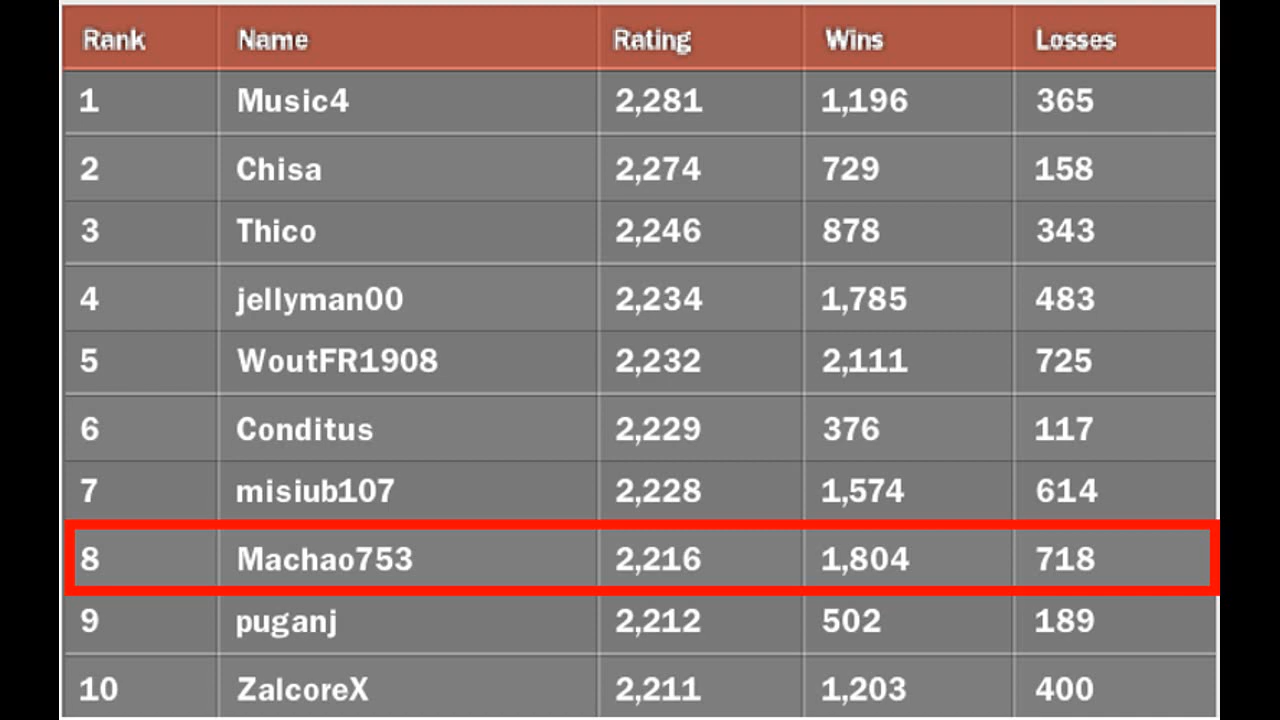 Rank Name Rating Wins Losses
1 Music4 2,281 1,196 365
2 Chisa 2,274 729 158
3 Thico 2,246 878 343
4 jellyman00 2,234 1,785 483
5 WoutFR1908 2,232 2,111 725
6 Conditus 2,229 376 117
7 misiub107 2,228 1,574 614
8 Machao753 2,216 1,804 718
9 puganj 2,212 502 189
10 ZalcoreX 2,211 1,203 400